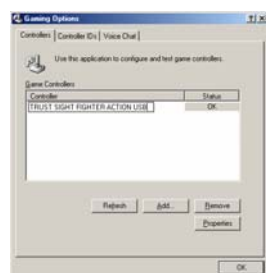 Gaming Options
Controllers
Controller IDs
Voice Chat
Use this application to configure and test game controllers.
Game Controllers
Controller
Status
TRUST SIGHT FIGHTER ACTION USB
OK
Refresh
Add...
Remove
Properties
OK